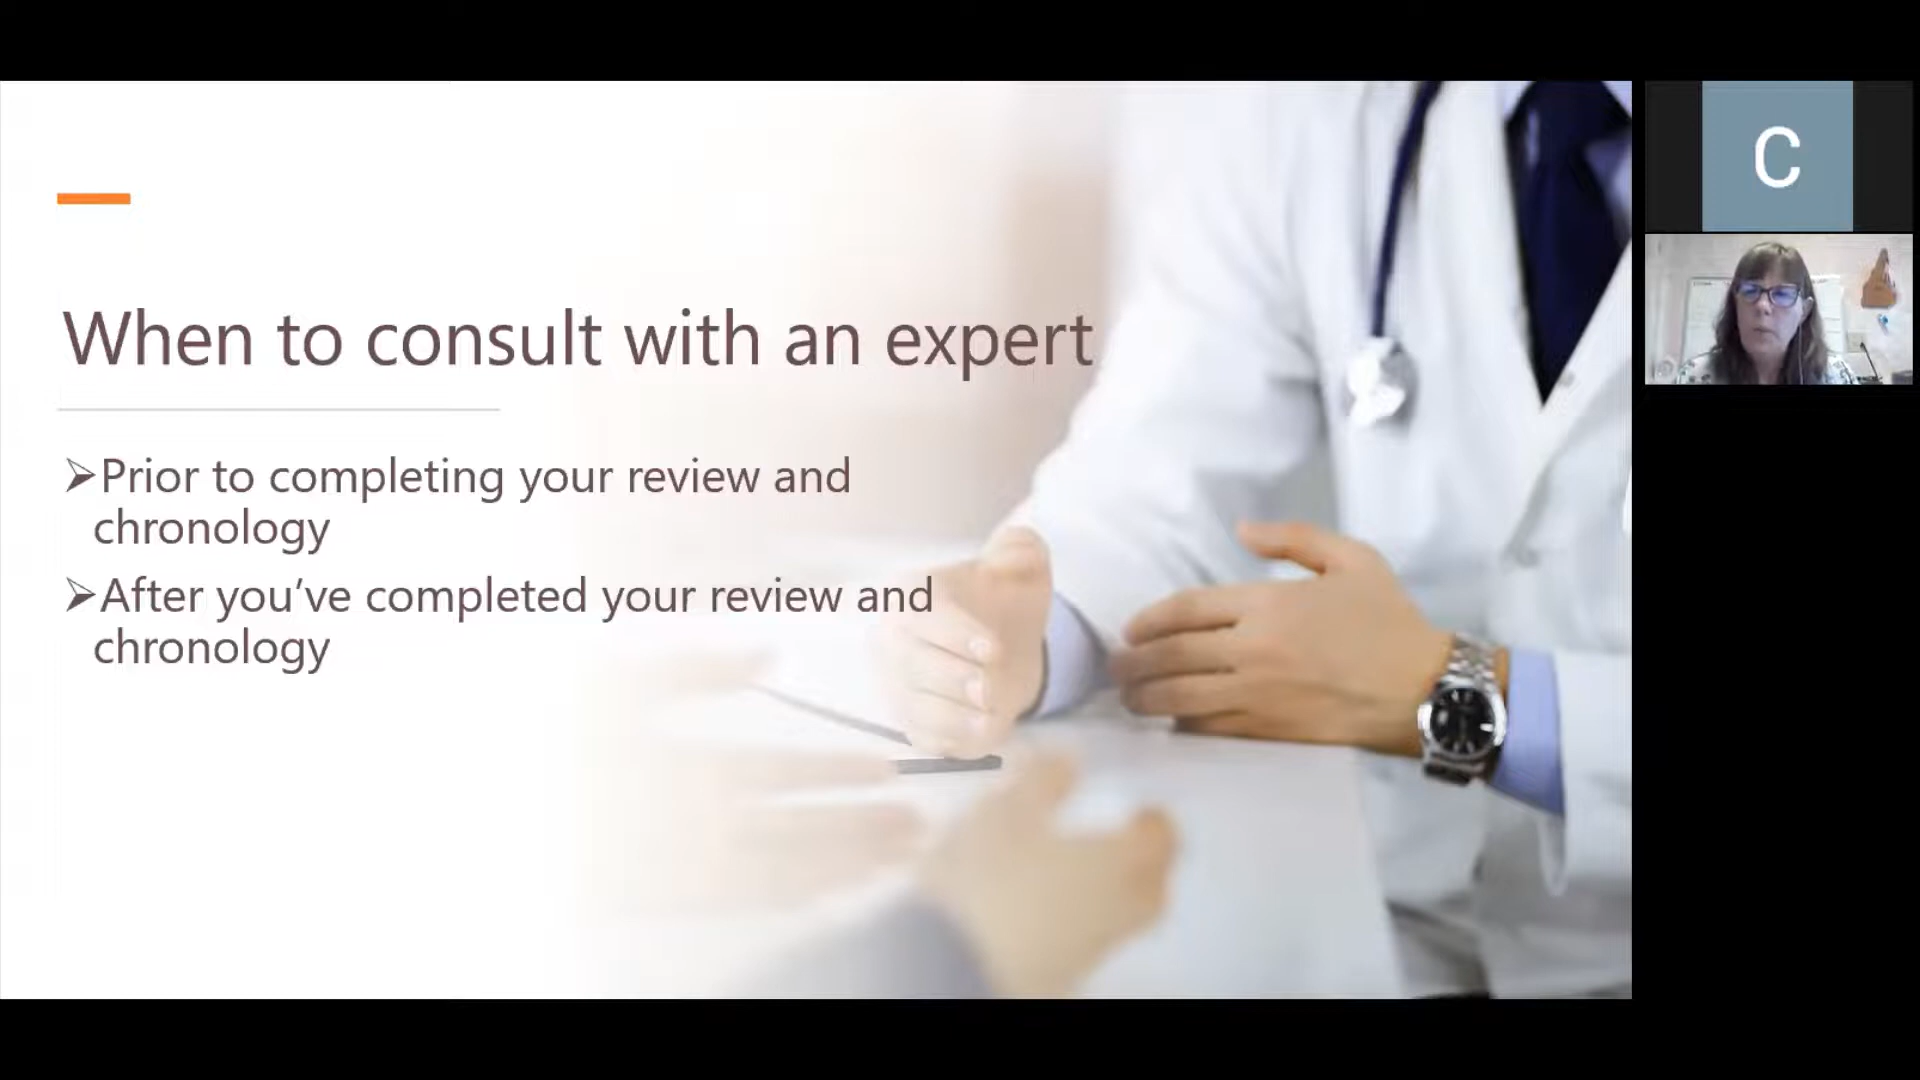 When to consult with an expert
➢Prior to completing your review and
chronology
➢After you’ve completed your review and
chronology
C